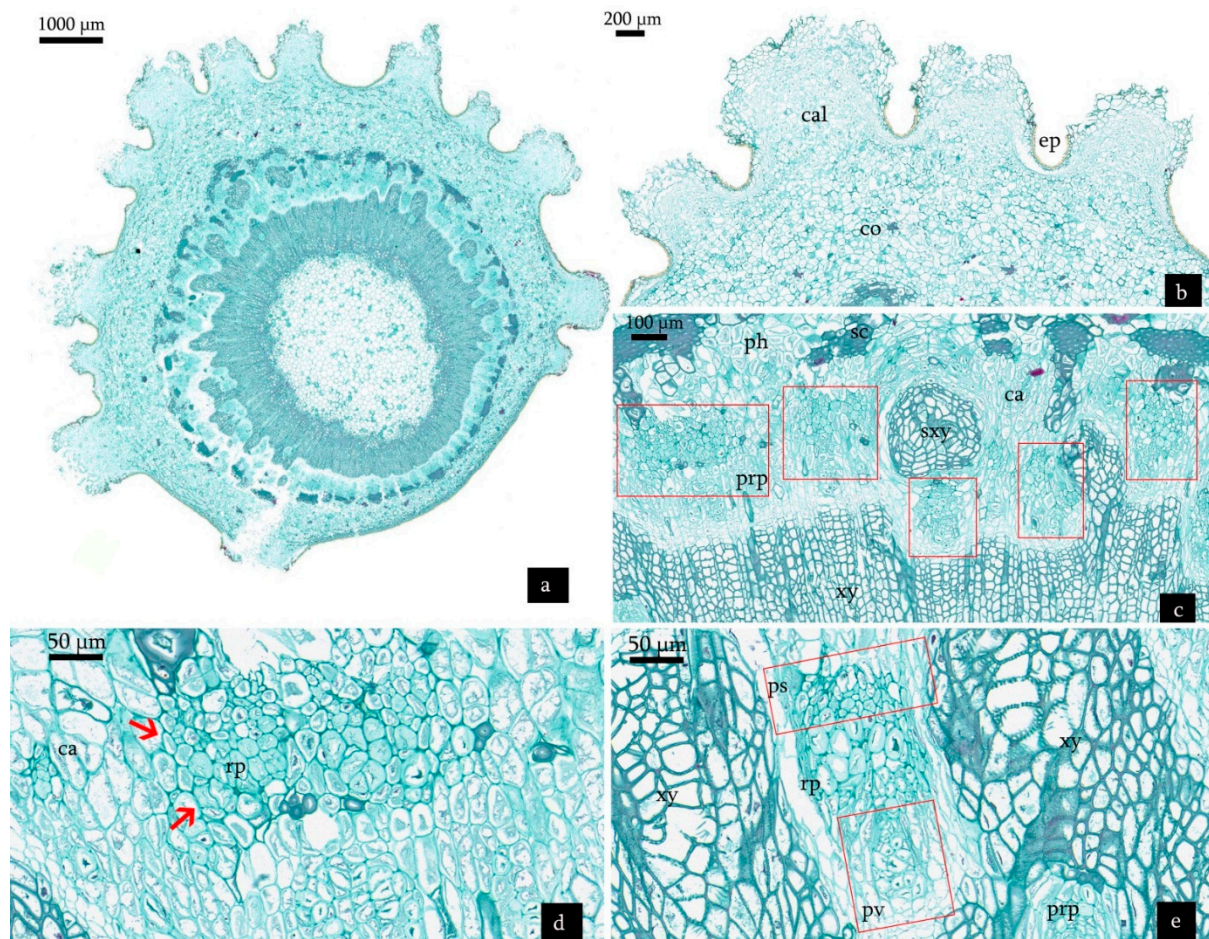 1000 μm
a
200 μm
cal
ep
co
b
100 μm
ph
sc
ca
sxy
prp
xy
c
50 μm
ca
rp
d
50 μm
ps
xy
rp
xy
pv
prp
e